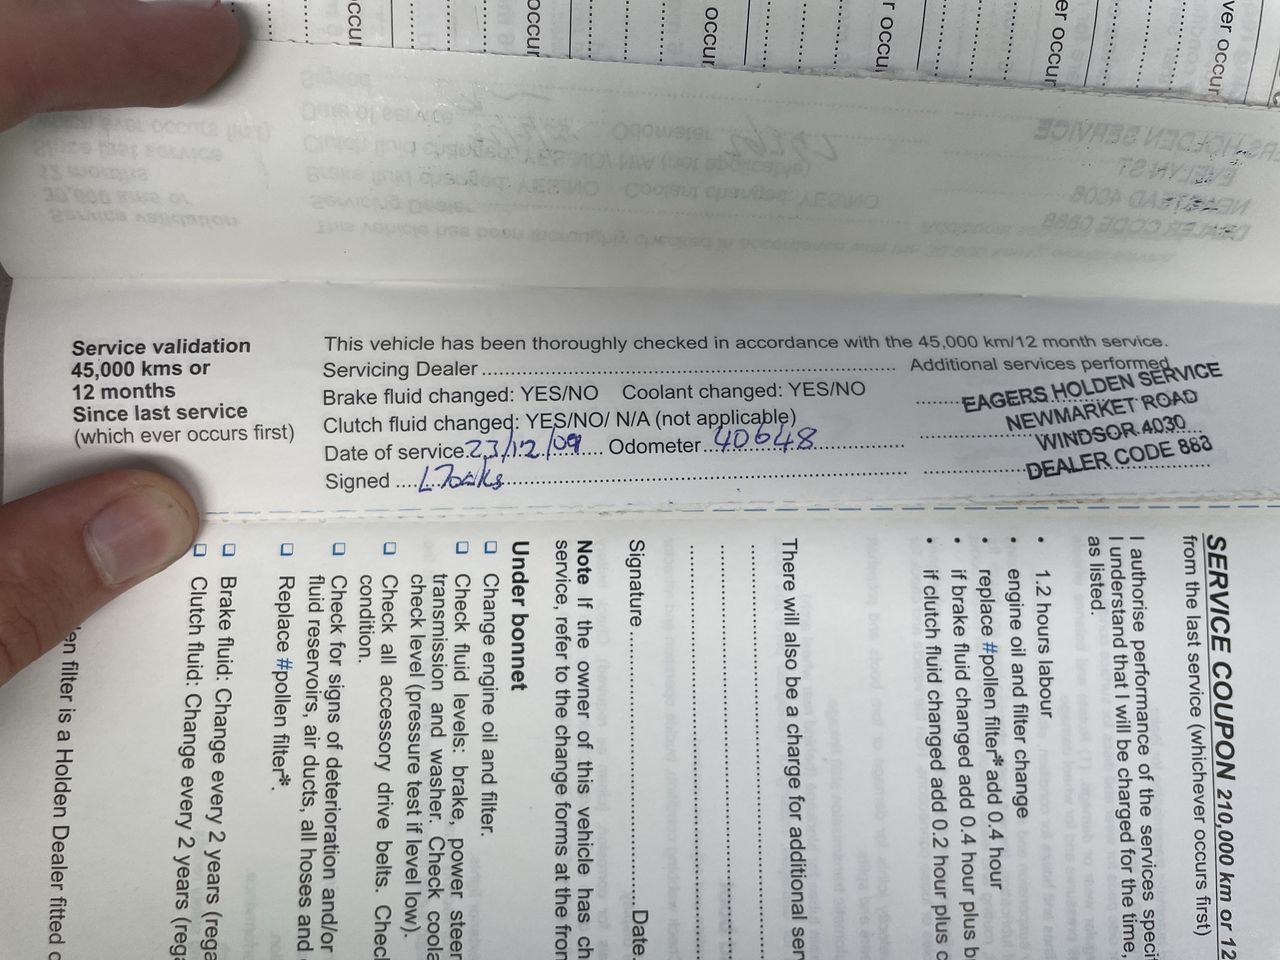 occur
occur
occur
r occur
er occur
ver occur
Service validation
45,000 kms or
12 months
Since last service
(which ever occurs first)
This vehicle has been thoroughly checked in accordance with the 45,000 km/12 month service.
Servicing Dealer
Additional services performed
Brake fluid changed: YES/NO Coolant changed: YES/NO
Clutch fluid changed: YES/NO/ N/A (not applicable)
Date of service 23/12/09 Odometer 40648
Signed
EAGERS HOLDEN SERVICE
NEWMARKET ROAD
WINDSOR 4030
DEALER CODE 883
SERVICE COUPON 210,000 km or 12
from the last service (whichever occurs first)
I authorise performance of the services specif
I understand that I will be charged for the time,
as listed.
• 1.2 hours labour
• engine oil and filter change
• replace #pollen filter* add 0.4 hour
• if brake fluid changed add 0.4 hour plus b
• if clutch fluid changed add 0.2 hour plus c
There will also be a charge for additional ser
Signature Date
Note If the owner of this vehicle has ch
service, refer to the change forms at the fron
Under bonnet
Change engine oil and filter.
Check fluid levels: brake, power steer
transmission and washer. Check coola
check level (pressure test if level low).
Check all accessory drive belts. Chec
condition.
Check for signs of deterioration and/or
fluid reservoirs, air ducts, all hoses and
Replace #pollen filter*.
Brake fluid: Change every 2 years (rega
Clutch fluid: Change every 2 years (rega
en filter is a Holden Dealer fitted